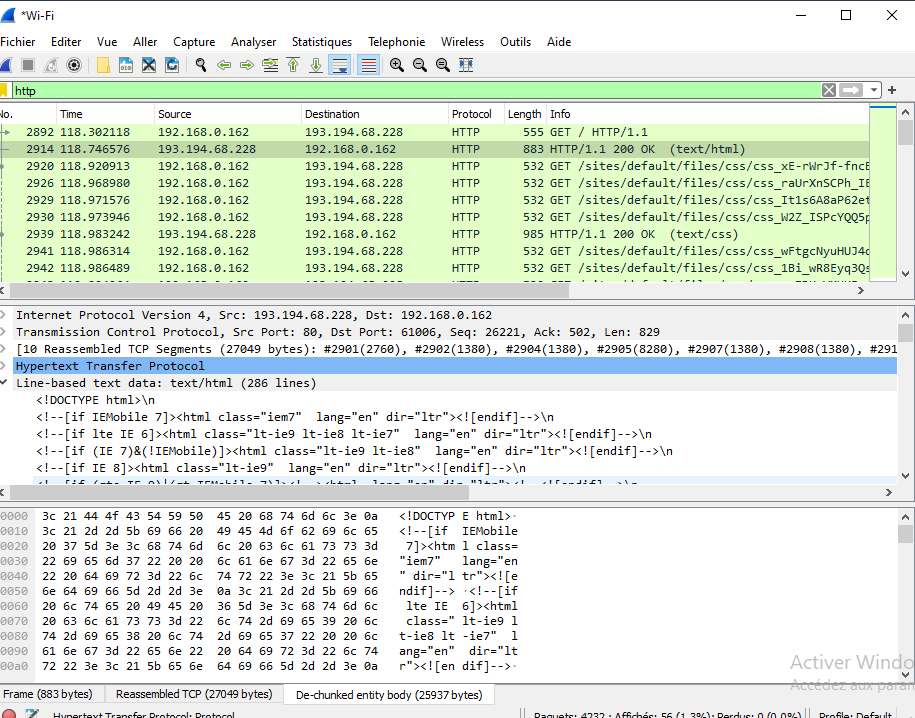 *Wi-Fi
Fichier Editer Vue Aller Capture Analyser Statistiques Telephonie Wireless Outils Aide
http
No. Time Source Destination Protocol Length Info
2892 118.302118 192.168.0.162 193.194.68.228 HTTP 555 GET / HTTP/1.1
2914 118.746576 193.194.68.228 192.168.0.162 HTTP 883 HTTP/1.1 200 OK  (text/html)
2920 118.920913 192.168.0.162 193.194.68.228 HTTP 532 GET /sites/default/files/css/css_xE-rWrJf-fncB
2926 118.968980 192.168.0.162 193.194.68.228 HTTP 532 GET /sites/default/files/css/css_raUrXnSCPh_IE
2929 118.971576 192.168.0.162 193.194.68.228 HTTP 532 GET /sites/default/files/css/css_It1s6A8aP62et
2930 118.973946 192.168.0.162 193.194.68.228 HTTP 532 GET /sites/default/files/css/css_W2Z_ISPcYQQ5p
2939 118.983242 193.194.68.228 192.168.0.162 HTTP 985 HTTP/1.1 200 OK  (text/css)
2941 118.986314 192.168.0.162 193.194.68.228 HTTP 532 GET /sites/default/files/css/css_wFtgcNyuHUJ4c
2942 118.986489 192.168.0.162 193.194.68.228 HTTP 532 GET /sites/default/files/css/css_1Bi_wR8Eyq3Qs
Internet Protocol Version 4, Src: 193.194.68.228, Dst: 192.168.0.162
Transmission Control Protocol, Src Port: 80, Dst Port: 61006, Seq: 26221, Ack: 502, Len: 829
[10 Reassembled TCP Segments (27049 bytes): #2901(2760), #2902(1380), #2904(1380), #2905(8280), #2907(1380), #2908(1380), #291
Hypertext Transfer Protocol
Line-based text data: text/html (286 lines)
<!DOCTYPE html>\n
<!--[if IEMobile 7]><html class="iem7"  lang="en" dir="ltr"><![endif]-->\n
<!--[if lte IE 6]><html class="lt-ie9 lt-ie8 lt-ie7"  lang="en" dir="ltr"><![endif]-->\n
<!--[if (IE 7)&(!IEMobile)]><html class="lt-ie9 lt-ie8"  lang="en" dir="ltr"><![endif]-->\n
<!--[if IE 8]><html class="lt-ie9"  lang="en" dir="ltr"><![endif]-->\n
<!--[if (gte IE 9)|(gt IEMobile 7)]><!--><html  lang="en" dir="ltr"><!--<![endif]-->\n
0000 3c 21 44 4f 43 54 59 50 45 20 68 74 6d 6c 3e 0a <!DOCTYP E html>·
0010 3c 21 2d 2d 5b 69 66 20 49 45 4d 6f 62 69 6c 65 <!--[if  IEMobile
0020 20 37 5d 3e 3c 68 74 6d 6c 20 63 6c 61 73 73 3d  7]><htm l class=
0030 22 69 65 6d 37 22 20 20 6c 61 6e 67 3d 22 65 6e "iem7"   lang="en
0040 22 20 64 69 72 3d 22 6c 74 72 22 3e 3c 21 5b 65 " dir="l tr"><![e
0050 6e 64 69 66 5d 2d 2d 3e 0a 3c 21 2d 2d 5b 69 66 ndif]--> ·<!--[if
0060 20 6c 74 65 20 49 45 20 36 5d 3e 3c 68 74 6d 6c  lte IE  6]><html
0070 20 63 6c 61 73 73 3d 22 6c 74 2d 69 65 39 20 6c  class=" lt-ie9 l
0080 74 2d 69 65 38 20 6c 74 2d 69 65 37 22 20 20 6c t-ie8 lt -ie7"  l
0090 61 6e 67 3d 22 65 6e 22 20 64 69 72 3d 22 6c 74 ang="en"  dir="lt
00a0 72 22 3e 3c 21 5b 65 6e 64 69 66 5d 2d 2d 3e 0a r"><![en dif]-->·
Activer Windo
Accédez aux param
Frame (883 bytes) Reassembled TCP (27049 bytes) De-chunked entity body (25937 bytes)
Hypertext Transfer Protocol: Protocol Paquets: 4232 · Affichés: 56 (1.3%) · Perdus: 0 (0.0%) Profile: Default